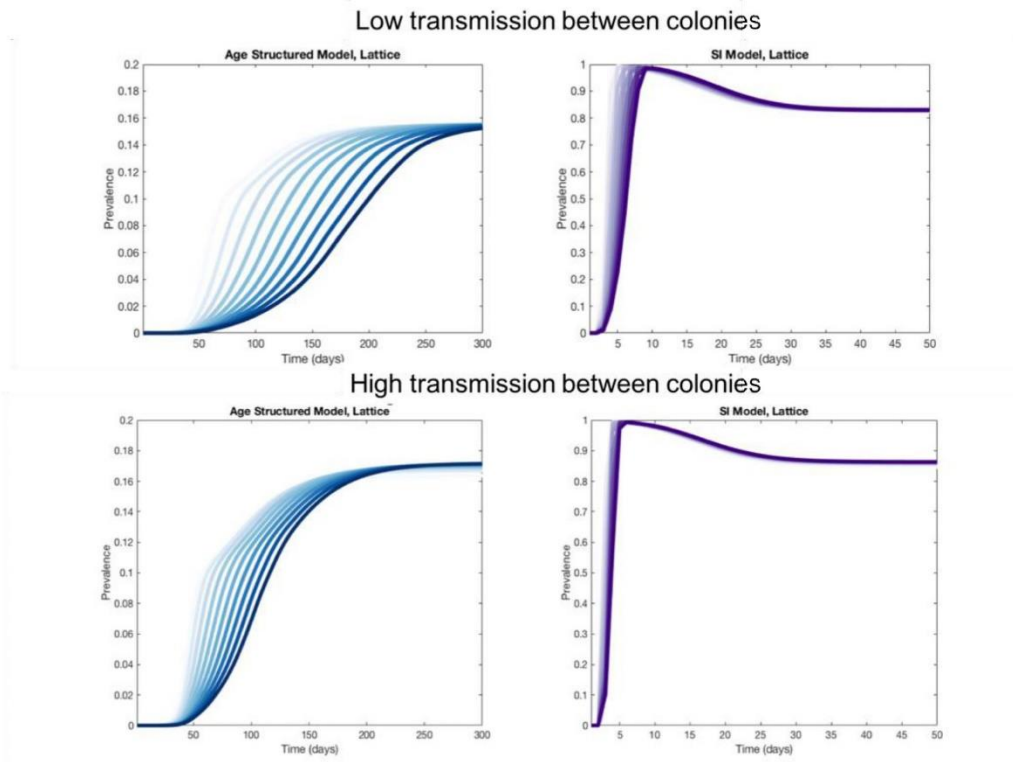 Low transmission between colonies
Age Structured Model, Lattice
0.2
0.18
0.16
0.14
0.12
0.1
0.08
0.06
0.04
0.02
0
Prevalence
50 100 150 200 250 300
Time (days)
SI Model, Lattice
1
0.9
0.8
0.7
0.6
0.5
0.4
0.3
0.2
0.1
0
Prevalence
5 10 15 20 25 30 35 40 45 50
Time (days)
High transmission between colonies
Age Structured Model, Lattice
0.2
0.18
0.16
0.14
0.12
0.1
0.08
0.06
0.04
0.02
0
Prevalence
50 100 150 200 250 300
Time (days)
SI Model, Lattice
1
0.9
0.8
0.7
0.6
0.5
0.4
0.3
0.2
0.1
0
Prevalence
5 10 15 20 25 30 35 40 45 50
Time (days)